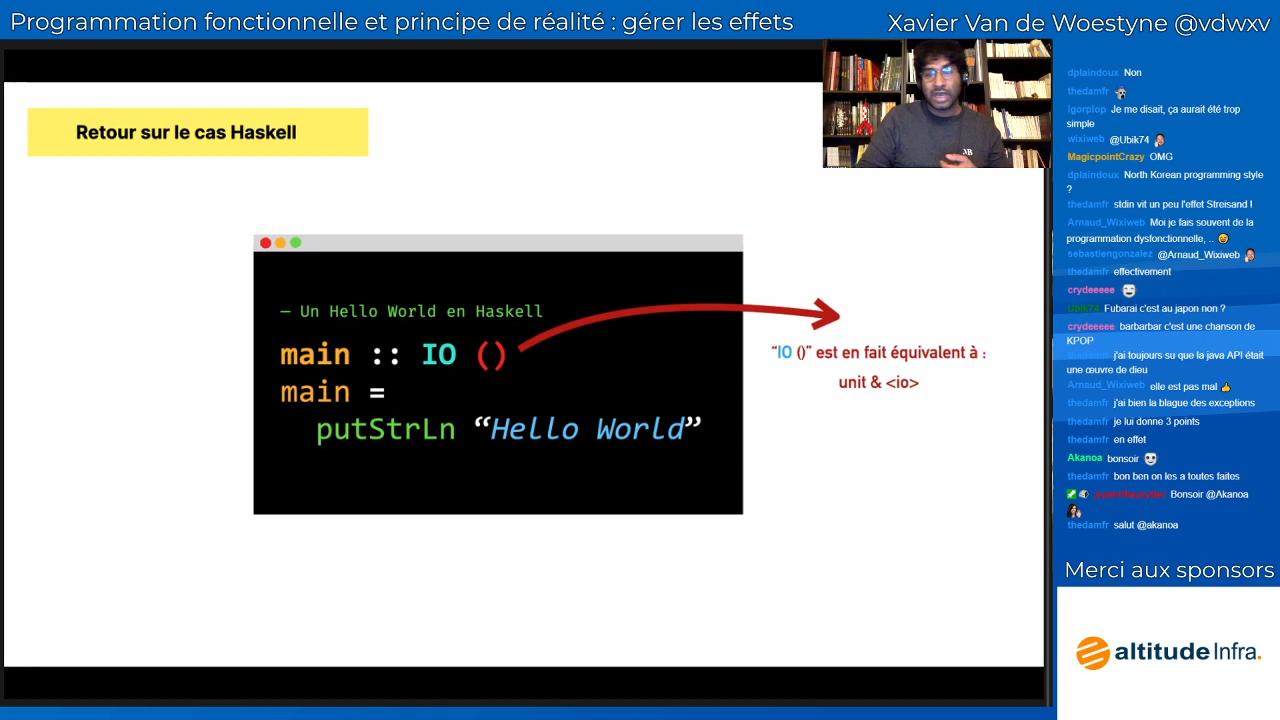 Programmation fonctionnelle et principe de réalité : gérer les effets
Xavier Van de Woestyne @vdwxv
Retour sur le cas Haskell
— Un Hello World en Haskell
main :: IO ()
main =
putStrLn “Hello World”
“IO ()” est en fait équivalent à :
unit & <io>
dplaindoux Non
thedamfr
Igorplop Je me disait, ça aurait été trop
simple
wixiweb @Ubik74
MagicpointCrazy OMG
dplaindoux North Korean programming style
?
thedamfr stdin vit un peu l'effet Streisand !
Arnaud_Wixiweb Moi je fais souvent de la
programmation dysfonctionnelle, ..
sebastiengonzalez @Arnaud_Wixiweb
thedamfr effectivement
crydeeeee
Ubik74 Fubarai c'est au japon non ?
crydeeeee barbarbar c'est une chanson de
KPOP
thedamfr j'ai toujours su que la java API était
une œuvre de dieu
Arnaud_Wixiweb elle est pas mal
thedamfr j'ai bien la blague des exceptions
thedamfr je lui donne 3 points
thedamfr en effet
Akanoa bonsoir
thedamfr bon ben on les a toutes faites
Bonsoir @Akanoa
thedamfr salut @akanoa
Merci aux sponsors
altitudeInfra.